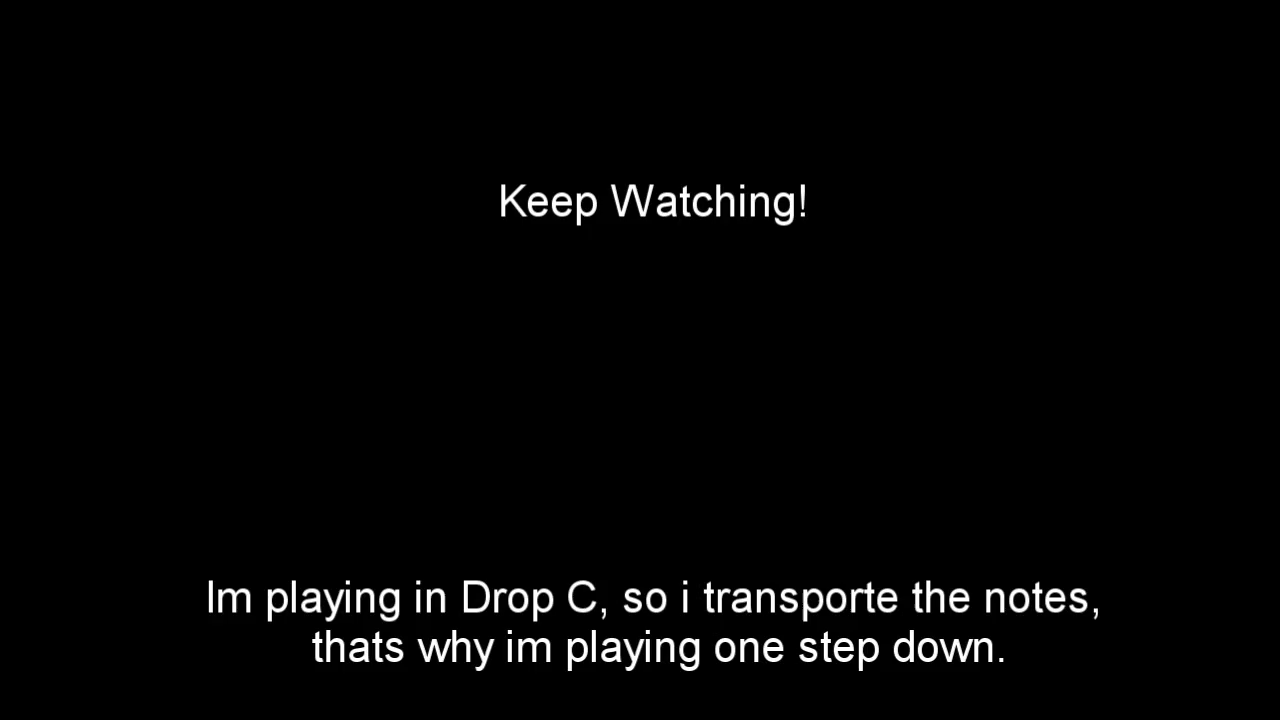 Keep Watching!
Im playing in Drop C, so i transporte the notes,
thats why im playing one step down.